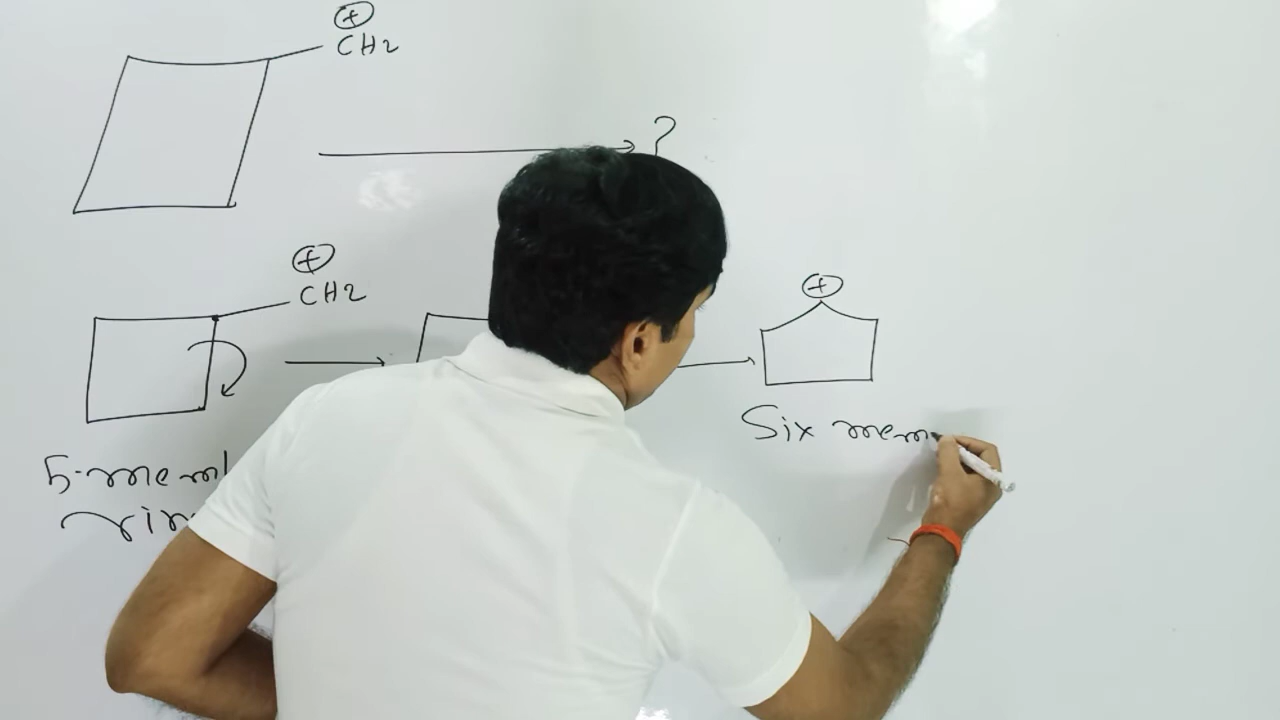 ⊕
CH2
?
⊕
CH2
⊕
Six mem
5-mem
rin